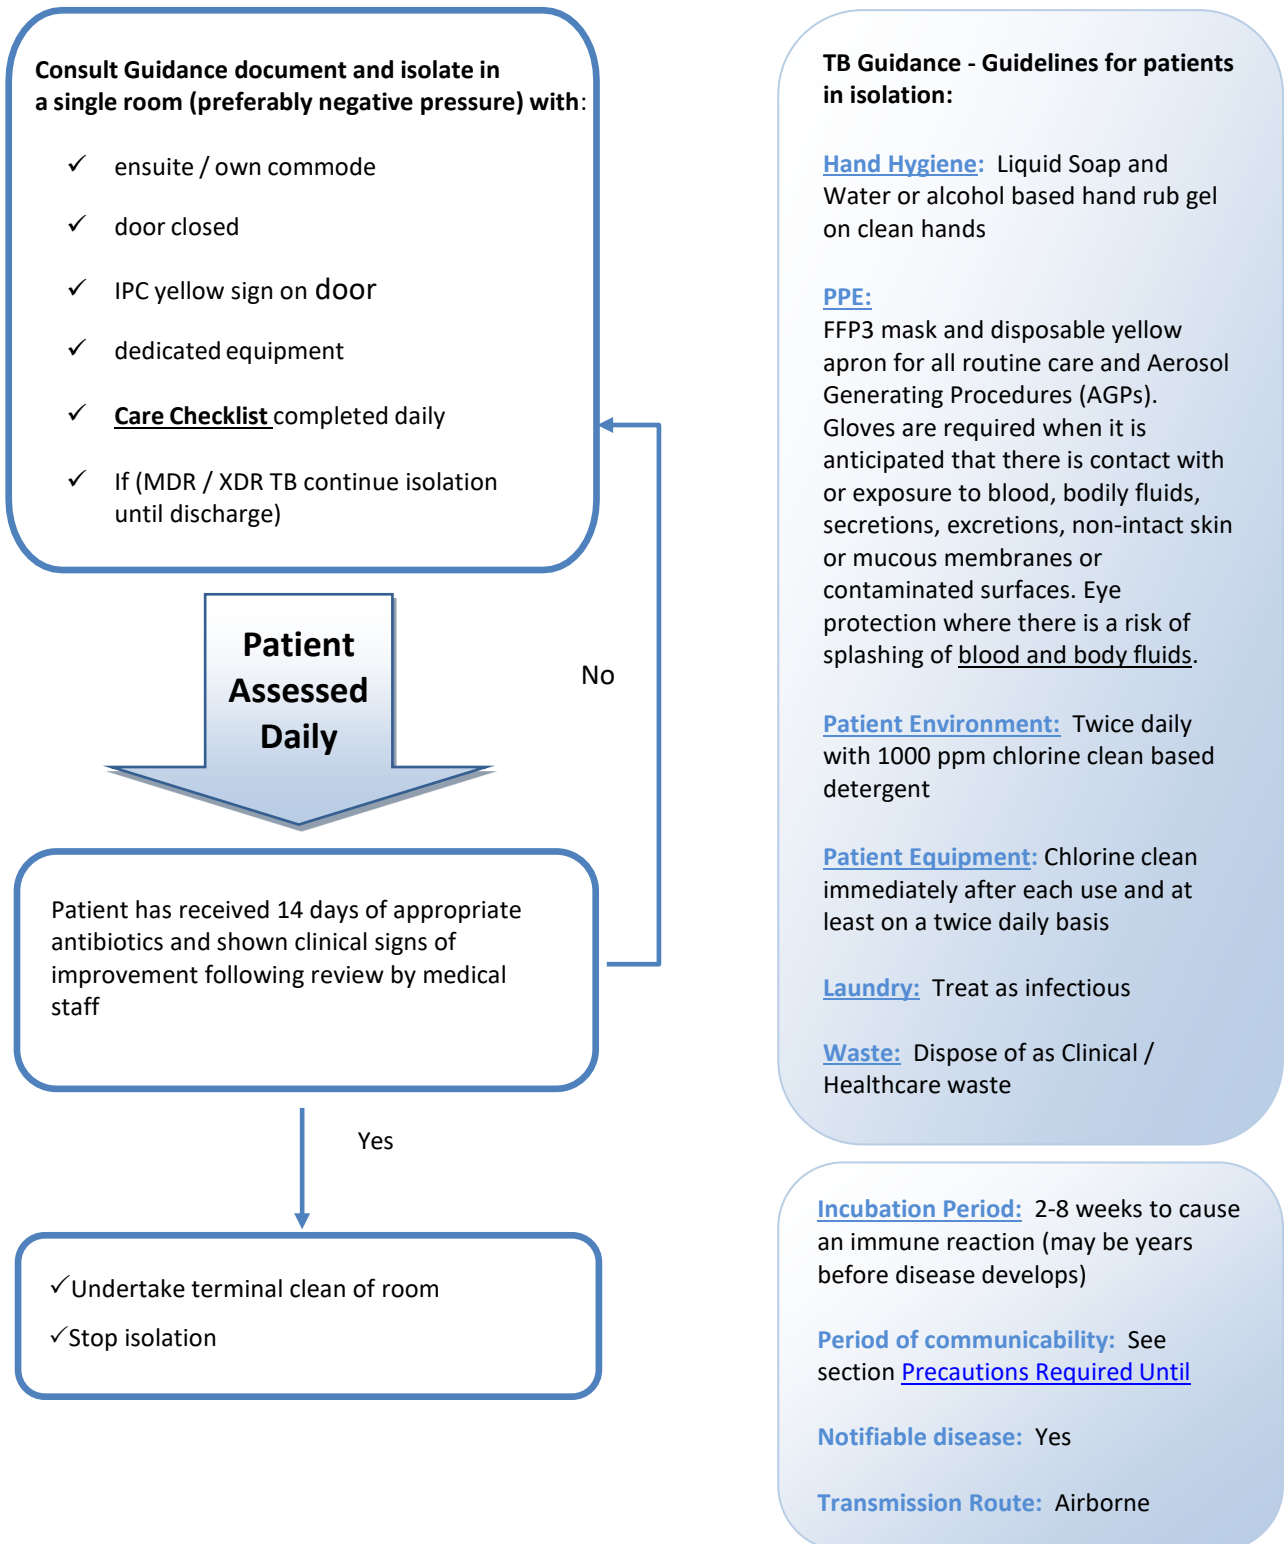 Consult Guidance document and isolate in
a single room (preferably negative pressure) with:
✓ ensuite / own commode
✓ door closed
✓ IPC yellow sign on door
✓ dedicated equipment
✓ Care Checklist completed daily
✓ If (MDR / XDR TB continue isolation
until discharge)
Patient
Assessed
Daily
No
Patient has received 14 days of appropriate
antibiotics and shown clinical signs of
improvement following review by medical
staff
Yes
✓Undertake terminal clean of room
✓Stop isolation
TB Guidance - Guidelines for patients
in isolation:
Hand Hygiene: Liquid Soap and
Water or alcohol based hand rub gel
on clean hands
PPE:
FFP3 mask and disposable yellow
apron for all routine care and Aerosol
Generating Procedures (AGPs).
Gloves are required when it is
anticipated that there is contact with
or exposure to blood, bodily fluids,
secretions, excretions, non-intact skin
or mucous membranes or
contaminated surfaces. Eye
protection where there is a risk of
splashing of blood and body fluids.
Patient Environment: Twice daily
with 1000 ppm chlorine clean based
detergent
Patient Equipment: Chlorine clean
immediately after each use and at
least on a twice daily basis
Laundry: Treat as infectious
Waste: Dispose of as Clinical /
Healthcare waste
Incubation Period: 2-8 weeks to cause
an immune reaction (may be years
before disease develops)
Period of communicability: See
section Precautions Required Until
Notifiable disease: Yes
Transmission Route: Airborne